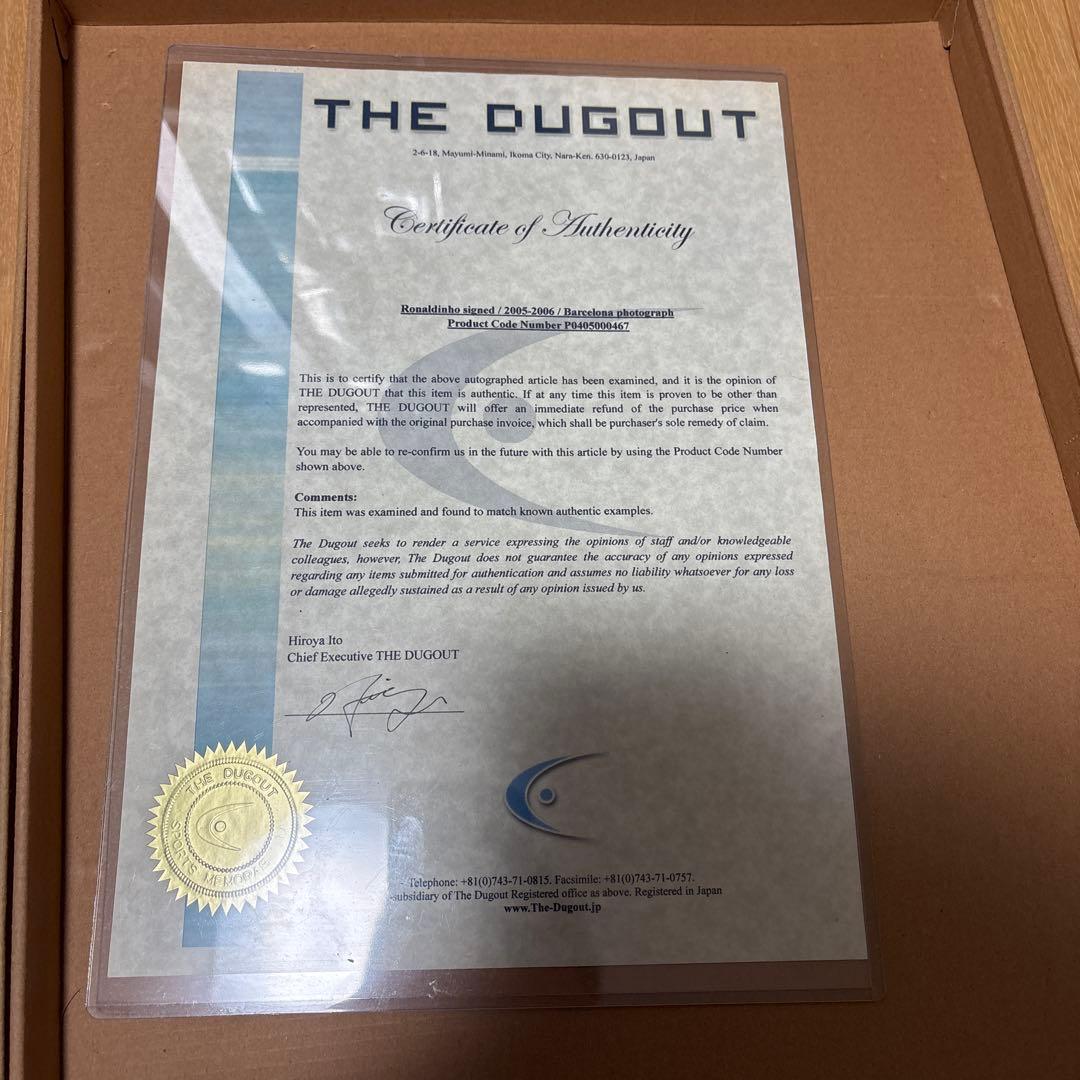 THE DUGOUT
2-6-18, Mayumi-Minami, Ikoma City, Nara-Ken. 630-0123, Japan
Certificate of Authenticity
Ronaldinho signed / 2005-2006 / Barcelona photograph
Product Code Number P0405000467
This is to certify that the above autographed article has been examined, and it is the opinion of
THE DUGOUT that this item is authentic. If at any time this item is proven to be other than
represented, THE DUGOUT will offer an immediate refund of the purchase price when
accompanied with the original purchase invoice, which shall be purchaser's sole remedy of claim.
You may be able to re-confirm us in the future with this article by using the Product Code Number
shown above.
Comments:
This item was examined and found to match known authentic examples.
The Dugout seeks to render a service expressing the opinions of staff and/or knowledgeable
colleagues, however, The Dugout does not guarantee the accuracy of any opinions expressed
regarding any items submitted for authentication and assumes no liability whatsoever for any loss
or damage allegedly sustained as a result of any opinion issued by us.
.
Hiroya Ito
Chief Executive THE DUGOUT
THE DUGOUT
SPORTS
Telephone: +81(0)743-71-0815. Facsimile: +81(0)743-71-0757.
subsidiary of The Dugout Registered office as above. Registered in Japan
www.The-Dugout.jp